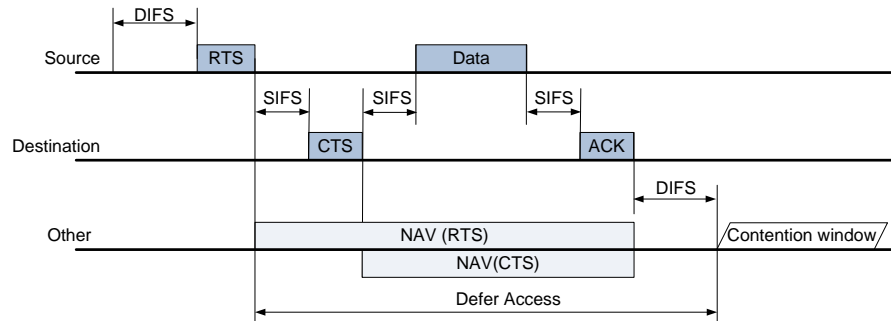 DIFS
Source
RTS
Data
SIFS
SIFS
SIFS
Destination
CTS
ACK
DIFS
Other
NAV (RTS)
Contention window
NAV(CTS)
Defer Access